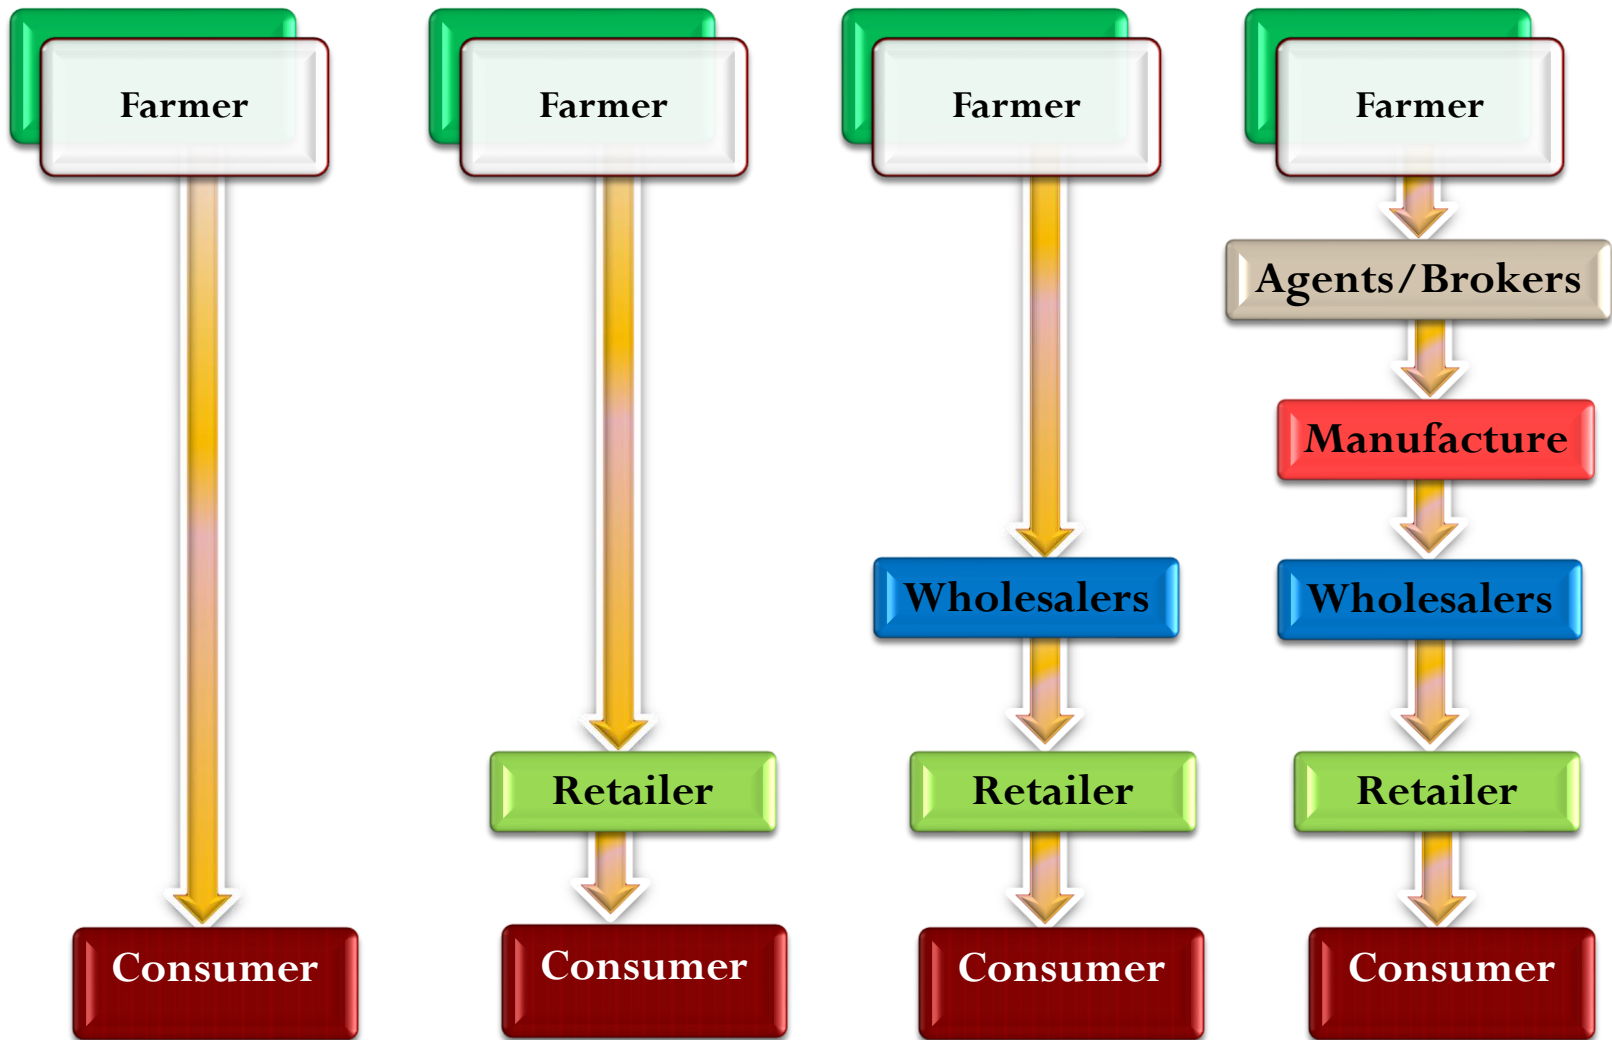 Farmer
Farmer
Farmer
Farmer
Agents/Brokers
Manufacture
Wholesalers
Wholesalers
Retailer
Retailer
Retailer
Consumer
Consumer
Consumer
Consumer